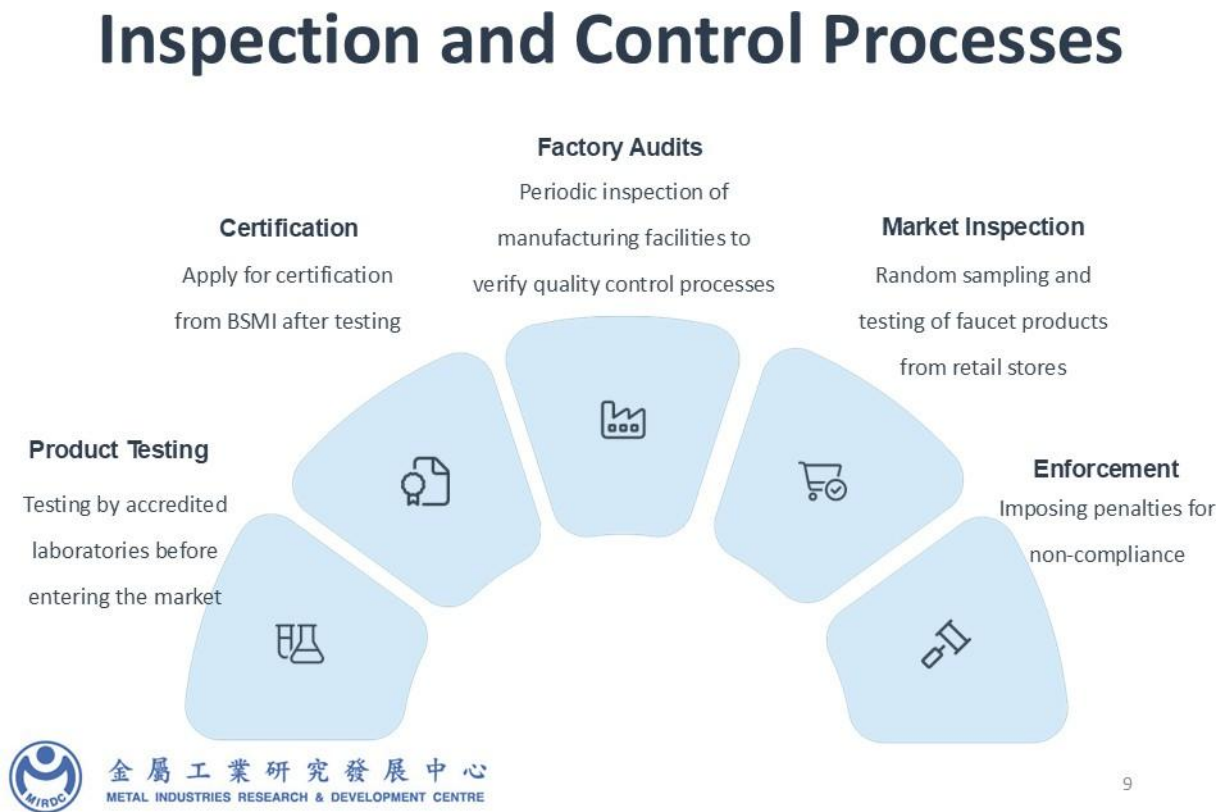 Inspection and Control Processes
Factory Audits
Periodic inspection of
manufacturing facilities to
verify quality control processes
Certification
Apply for certification
from BSMI after testing
Market Inspection
Random sampling and
testing of faucet products
from retail stores
Product Testing
Testing by accredited
laboratories before
entering the market
Enforcement
Imposing penalties for
non-compliance
MIRDC
金屬工業研究發展中心
METAL INDUSTRIES RESEARCH & DEVELOPMENT CENTRE
9